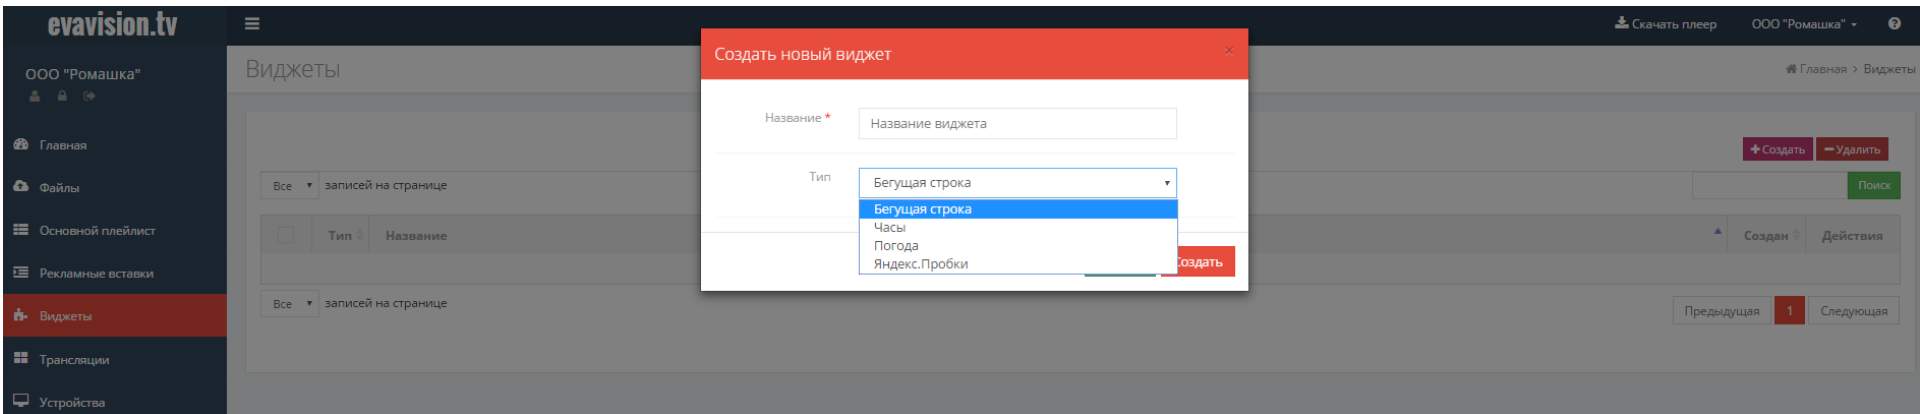 evavision.tv
Скачать плеер ООО "Ромашка"
ООО "Ромашка"
Виджеты
Главная > Виджеты
Главная
Файлы
Основной плейлист
Рекламные вставки
Виджеты
Трансляции
Устройства
Создать новый виджет ×
Название *
Название виджета
Тип
Бегущая строка
Бегущая строка
Часы
Погода
Яндекс.Пробки
оздать
+Создать
Удалить
Все записей на странице
Поиск
Тип Название Создан Действия
Все записей на странице
Предыдущая 1 Следующая